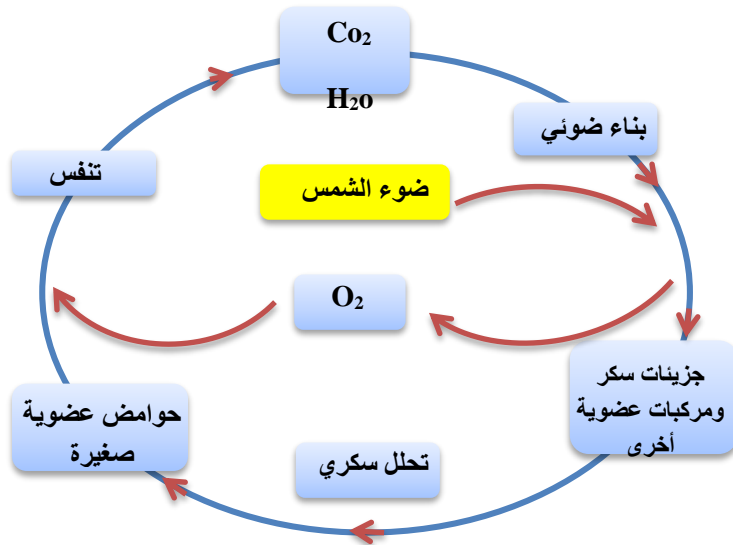 Co₂
H₂o
بناء ضوئي
تنفس
ضوء الشمس
O₂
جزيئات سكر
ومركبات عضوية
أخرى
حوامض عضوية
صغيرة
تحلل سكري